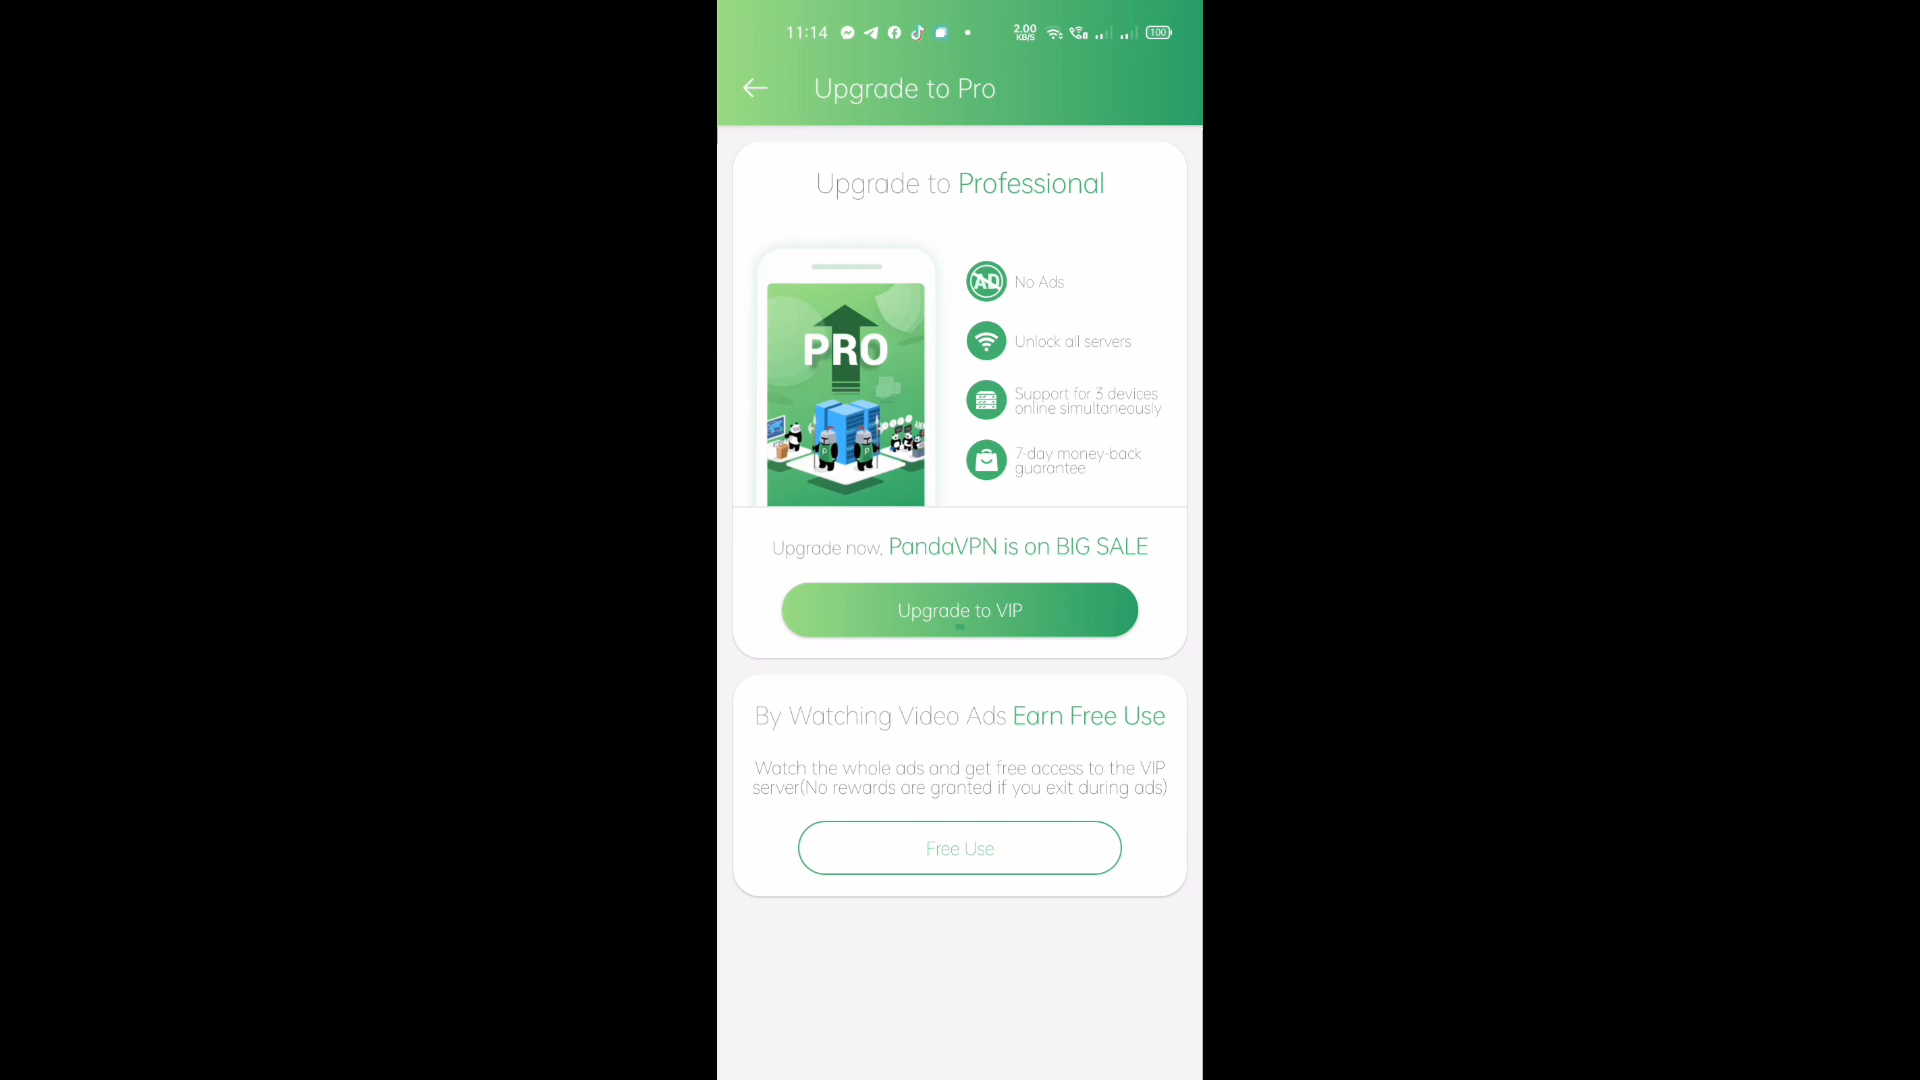 11:14
2.00
KB/S
100
Upgrade to Pro
Upgrade to Professional
PRO
AD
No Ads
Unlock all servers
Support for 3 devices
online simultaneously
7-day money-back
guarantee
Upgrade now, PandaVPN is on BIG SALE
Upgrade to VIP
By Watching Video Ads Earn Free Use
Watch the whole ads and get free access to the VIP
server(No rewards are granted if you exit during ads)
Free Use